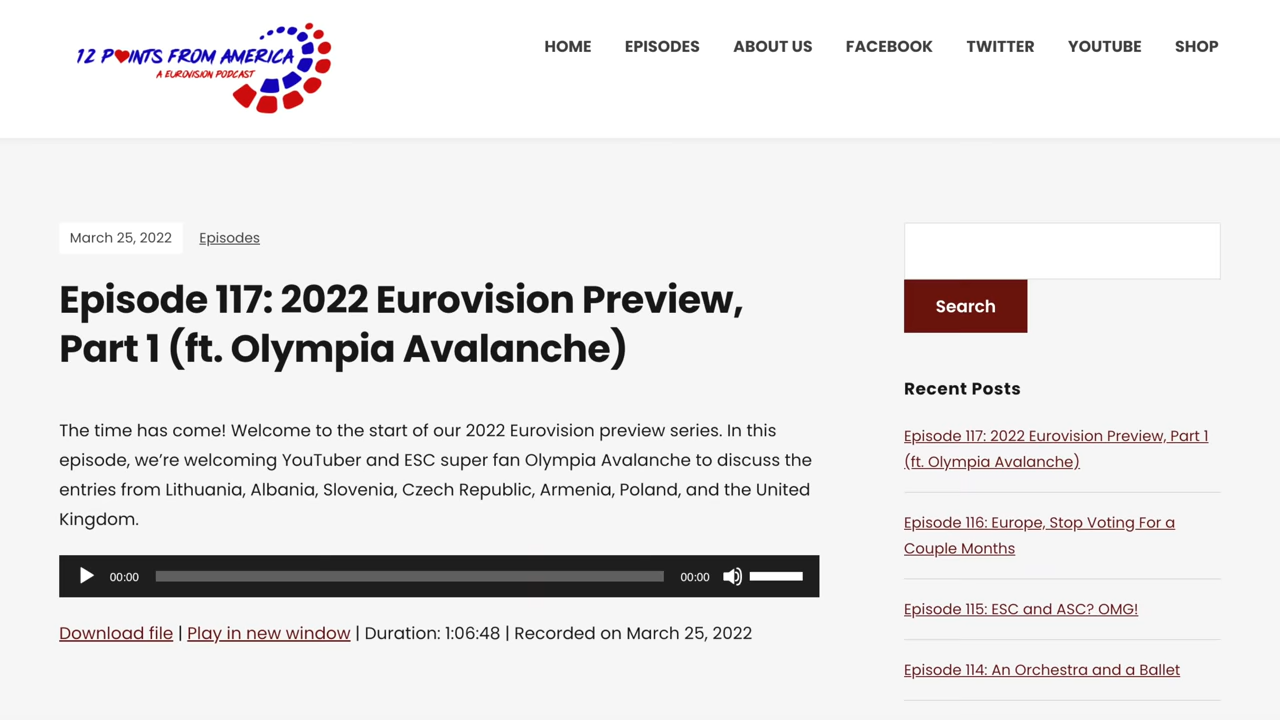 12 POINTS FROM AMERICA
A EUROVISION PODCAST
HOME EPISODES ABOUT US FACEBOOK TWITTER YOUTUBE SHOP
March 25, 2022 Episodes
Episode 117: 2022 Eurovision Preview,
Part 1 (ft. Olympia Avalanche)
The time has come! Welcome to the start of our 2022 Eurovision preview series. In this
episode, we’re welcoming YouTuber and ESC super fan Olympia Avalanche to discuss the
entries from Lithuania, Albania, Slovenia, Czech Republic, Armenia, Poland, and the United
Kingdom.
00:00 00:00
Download file | Play in new window | Duration: 1:06:48 | Recorded on March 25, 2022
Search
Recent Posts
Episode 117: 2022 Eurovision Preview, Part 1
(ft. Olympia Avalanche)
Episode 116: Europe, Stop Voting For a
Couple Months
Episode 115: ESC and ASC? OMG!
Episode 114: An Orchestra and a Ballet